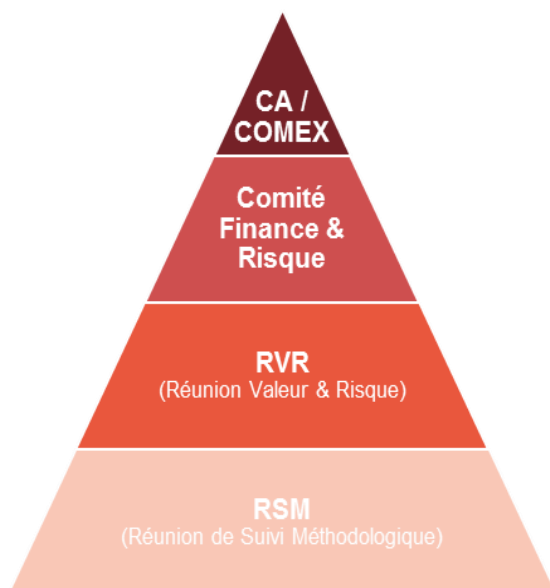 CA /
COMEX
Comité
Finance &
Risque
RVR
(Réunion Valeur & Risque)
RSM
(Réunion de Suivi Méthodologique)